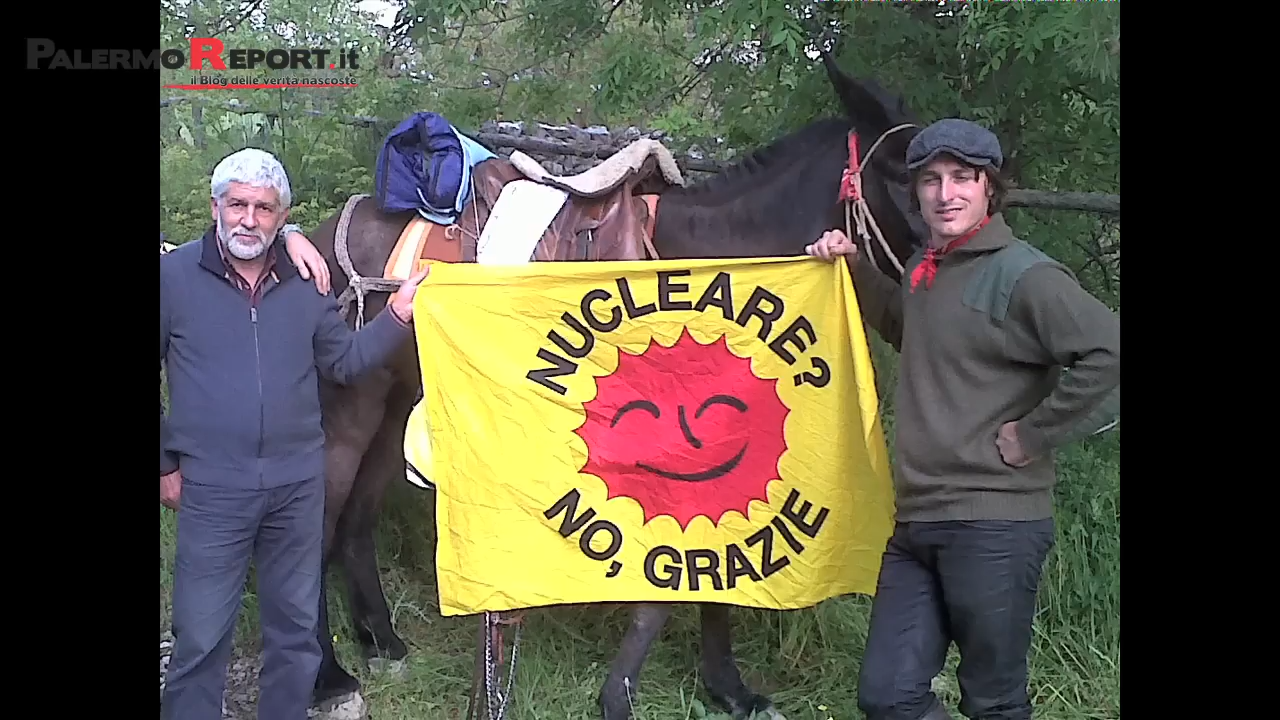 PALERMOREPORT.it
il Blog delle verità nascoste
NUCLEARE?
NO, GRAZIE